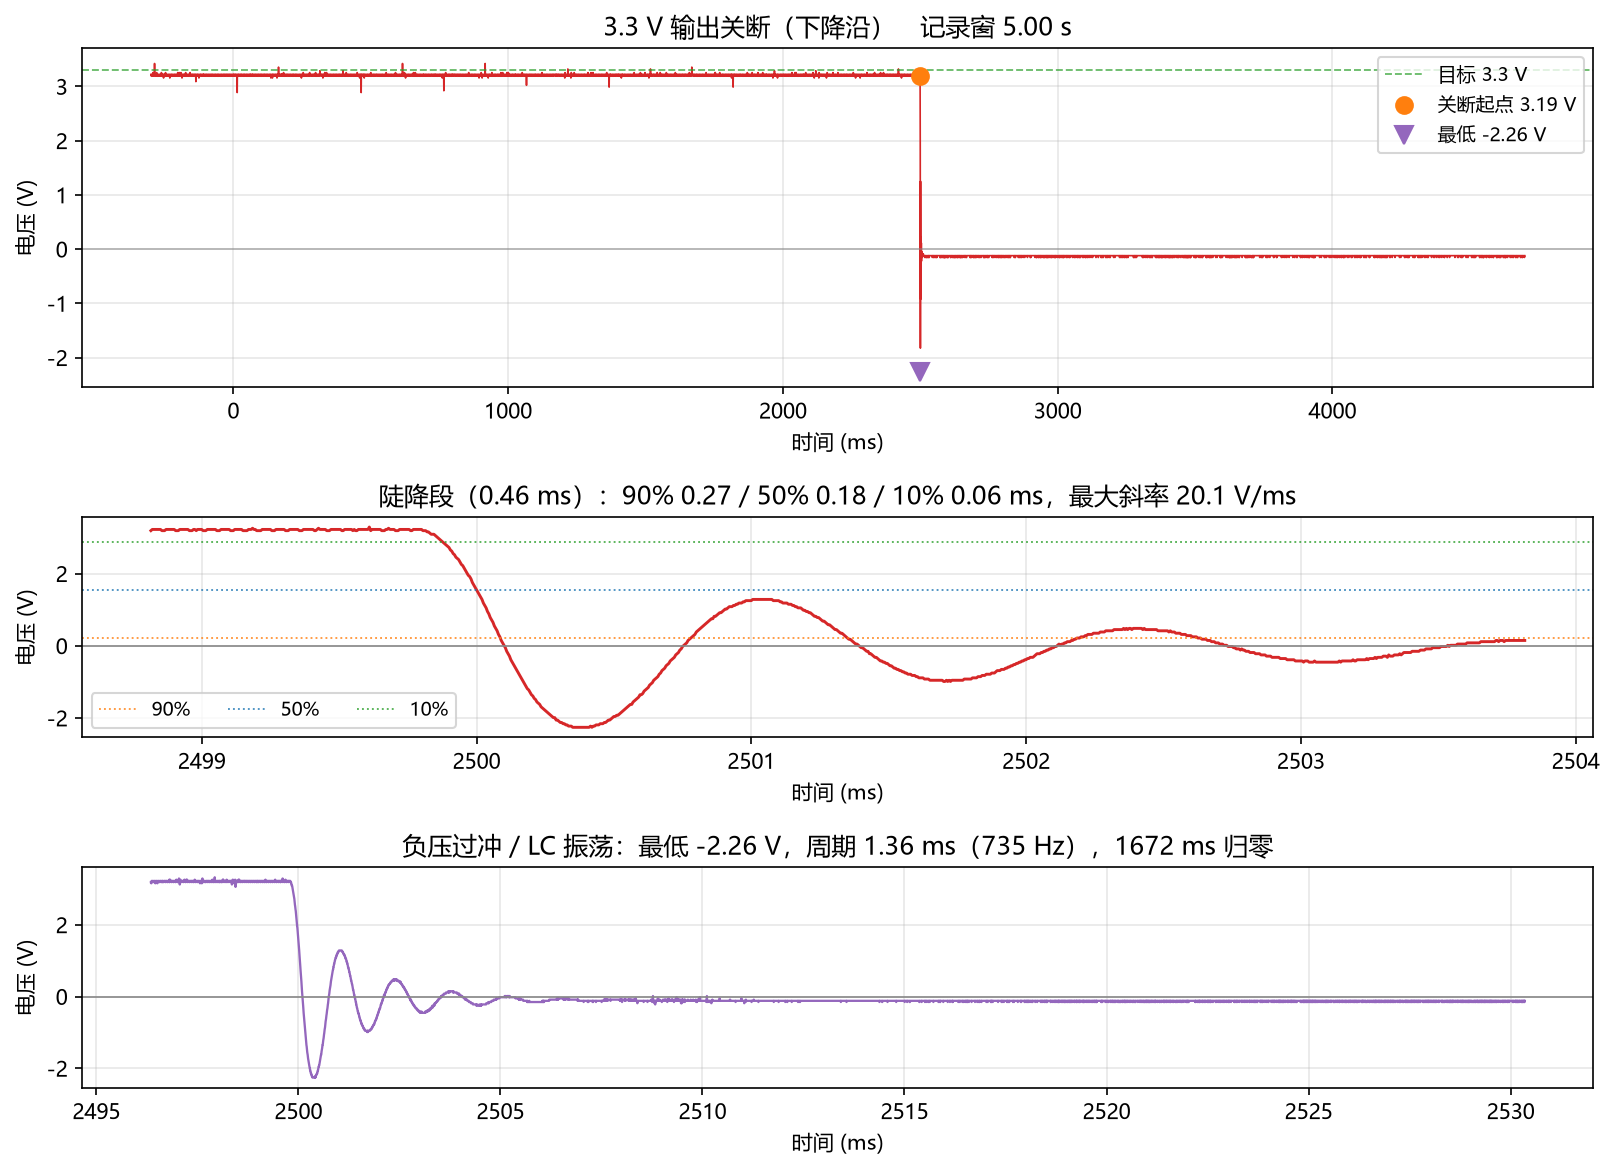 3.3 V 输出关断（下降沿）　记录窗 5.00 s
电压 (V)
3
2
1
0
-1
-2
目标 3.3 V
关断起点 3.19 V
最低 -2.26 V
0 1000 2000 3000 4000
时间 (ms)
陡降段（0.46 ms）：90% 0.27 / 50% 0.18 / 10% 0.06 ms，最大斜率 20.1 V/ms
电压 (V)
2
0
-2
90% 50% 10%
2499 2500 2501 2502 2503 2504
时间 (ms)
负压过冲 / LC 振荡：最低 -2.26 V，周期 1.36 ms（735 Hz），1672 ms 归零
电压 (V)
2
0
-2
2495 2500 2505 2510 2515 2520 2525 2530
时间 (ms)